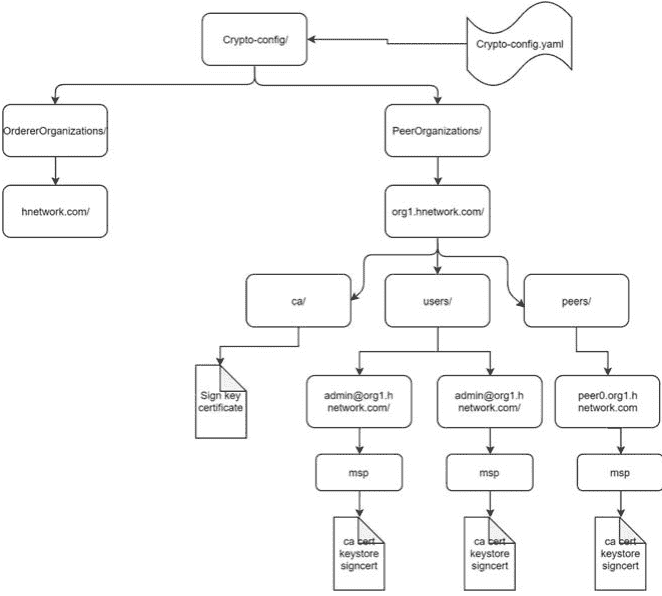 Crypto-config/
Crypto-config.yaml
OrdererOrganizations/
PeerOrganizations/
hnetwork.com/
org1.hnetwork.com/
ca/
users/
peers/
Sign key
certificate
admin@org1.h
network.com/
admin@org1.h
network.com/
peer0.org1.h
network.com
msp
msp
msp
ca cert
keystore
signcert
ca cert
keystore
signcert
ca cert
keystore
signcert